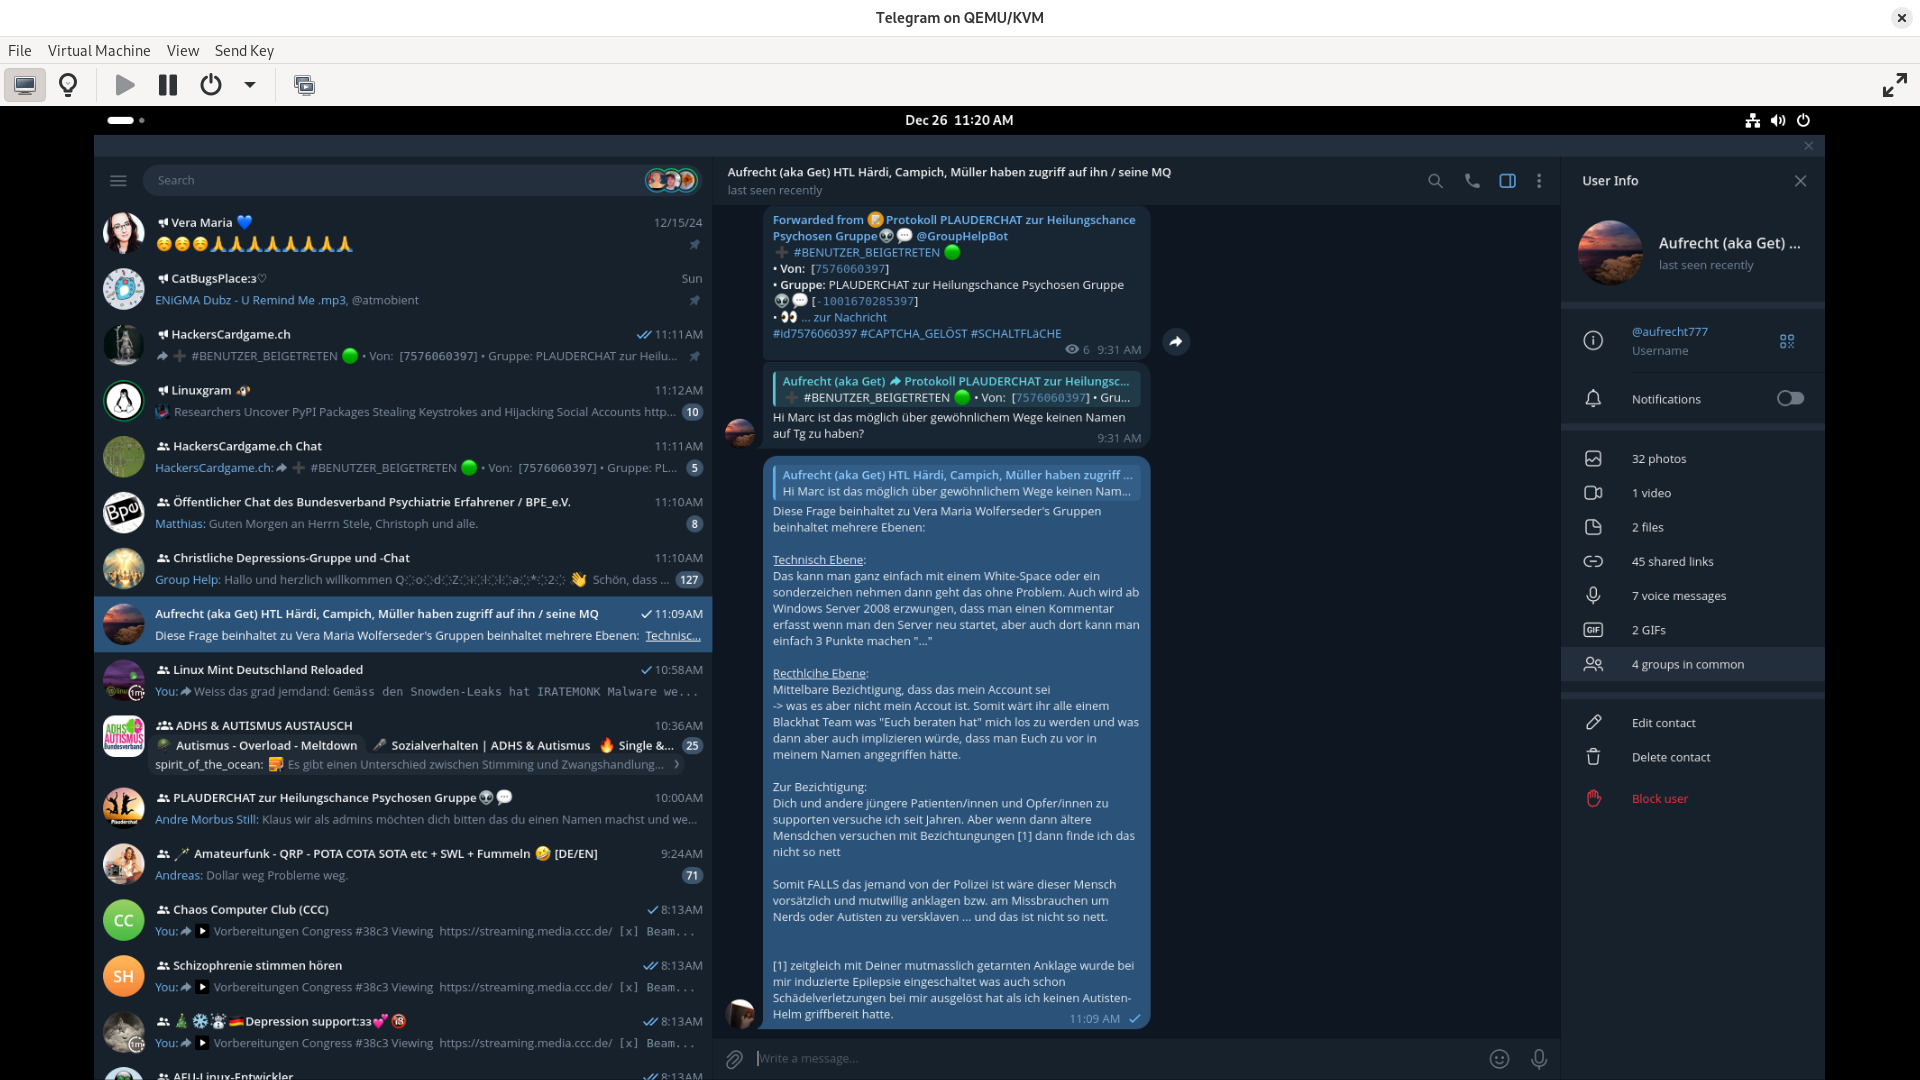 Telegram on QEMU/KVM
File Virtual Machine View Send Key
Dec 26 11:20 AM
Search
Vera Maria 💙 12/15/24
☺️☺️☺️🙏🙏🙏🙏🙏🙏🙏🙏
CatBugsPlace:з♡ Sun
ENiGMA Dubz - U Remind Me .mp3, @atmobient
HackersCardgame.ch 11:11 AM
➕ #BENUTZER_BEIGETRETEN 🟢 • Von: [7576060397] • Gruppe: PLAUDERCHAT zur Heilu...
Linuxgram 11:12 AM
Researchers Uncover PyPI Packages Stealing Keystrokes and Hijacking Social Accounts http... 10
HackersCardgame.ch Chat 11:11 AM
HackersCardgame.ch: ➕ #BENUTZER_BEIGETRETEN 🟢 • Von: [7576060397] • Gruppe: PL... 5
Öffentlicher Chat des Bundesverband Psychiatrie Erfahrener / BPE_e.V. 11:10 AM
Matthias: Guten Morgen an Herrn Stele, Christoph und alle. 8
Christliche Depressions-Gruppe und -Chat 11:10 AM
Group Help: Hallo und herzlich willkommen 👋 Schön, dass ... 127
Aufrecht (aka Get) HTL Härdi, Campich, Müller haben zugriff auf ihn / seine MQ 11:09 AM
Diese Frage beinhaltet zu Vera Maria Wolferseder's Gruppen beinhaltet mehrere Ebenen: Technisc...
Linux Mint Deutschland Reloaded 10:58 AM
You: Weiss das grad jemdand: Gemäss den Snowden-Leaks hat IRATEMONK Malware we...
1m
ADHS & AUTISMUS AUSTAUSCH 10:36 AM
ADHS AUTISMUS Bundesverband
Autismus - Overload - Meltdown Sozialverhalten | ADHS & Autismus 🔥 Single &... 25
spirit_of_the_ocean: Es gibt einen Unterschied zwischen Stimming und Zwangshandlung...
PLAUDERCHAT zur Heilungschance Psychosen Gruppe👽💬 10:00 AM
Andre Morbus Still: Klaus wir als admins möchten dich bitten das du einen Namen machst und we...
Plauderchat
Amateurfunk - QRP - POTA COTA SOTA etc + SWL + Fummeln 🤣 [DE/EN] 9:24 AM
Andreas: Dollar weg Probleme weg. 71
CC
Chaos Computer Club (CCC) 8:13 AM
You: Vorbereitungen Congress #38c3 Viewing https://streaming.media.ccc.de/ [x] Beam...
SH
Schizophrenie stimmen hören 8:13 AM
You: Vorbereitungen Congress #38c3 Viewing https://streaming.media.ccc.de/ [x] Beam...
🎄❄️☃️🇩🇪Depression support:зз💕🔞 8:13 AM
You: Vorbereitungen Congress #38c3 Viewing https://streaming.media.ccc.de/ [x] Beam...
1m
AFU-Linux-Entwickler 8:13 AM
Aufrecht (aka Get) HTL Härdi, Campich, Müller haben zugriff auf ihn / seine MQ
last seen recently
Forwarded from Protokoll PLAUDERCHAT zur Heilungschance
Psychosen Gruppe👽💬 @GroupHelpBot
➕ #BENUTZER_BEIGETRETEN 🟢
• Von: [7576060397]
• Gruppe: PLAUDERCHAT zur Heilungschance Psychosen Gruppe
👽💬 [-1001670285397]
• 👀 ... zur Nachricht
#id7576060397 #CAPTCHA_GELÖST #SCHALTFLäCHE
6 9:31 AM
Aufrecht (aka Get) Protokoll PLAUDERCHAT zur Heilungsc...
➕ #BENUTZER_BEIGETRETEN 🟢 • Von: [7576060397] • Gru...
Hi Marc ist das möglich über gewöhnlichem Wege keinen Namen
auf Tg zu haben?
9:31 AM
Aufrecht (aka Get) HTL Härdi, Campich, Müller haben zugriff ...
Hi Marc ist das möglich über gewöhnlichem Wege keinen Nam...
Diese Frage beinhaltet zu Vera Maria Wolferseder's Gruppen
beinhaltet mehrere Ebenen:
Technisch Ebene:
Das kann man ganz einfach mit einem White-Space oder ein
sonderzeichen nehmen dann geht das ohne Problem. Auch wird ab
Windows Server 2008 erzwungen, dass man einen Kommentar
erfasst wenn man den Server neu startet, aber auch dort kann man
einfach 3 Punkte machen "..."
Recthlcihe Ebene:
Mittelbare Bezichtigung, dass das mein Account sei
-> was es aber nicht mein Accout ist. Somit wärt ihr alle einem
Blackhat Team was "Euch beraten hat" mich los zu werden und was
dann aber auch implizieren würde, dass man Euch zu vor in
meinem Namen angegriffen hätte.
Zur Bezichtigung:
Dich und andere jüngere Patienten/innen und Opfer/innen zu
supporten versuche ich seit Jahren. Aber wenn dann ältere
Mensdchen versuchen mit Bezichtungungen [1] dann finde ich das
nicht so nett
Somit FALLS das jemand von der Polizei ist wäre dieser Mensch
vorsätzlich und mutwillig anklagen bzw. am Missbrauchen um
Nerds oder Autisten zu versklaven ... und das ist nicht so nett.
[1] zeitgleich mit Deiner mutmasslich getarnten Anklage wurde bei
mir induzierte Epilepsie eingeschaltet was auch schon
Schädelverletzungen bei mir ausgelöst hat als ich keinen Autisten-
Helm griffbereit hatte.
11:09 AM
Write a message...
User Info
Aufrecht (aka Get) ...
last seen recently
@aufrecht777
Username
Notifications
32 photos
1 video
2 files
45 shared links
7 voice messages
GIF 2 GIFs
4 groups in common
Edit contact
Delete contact
Block user